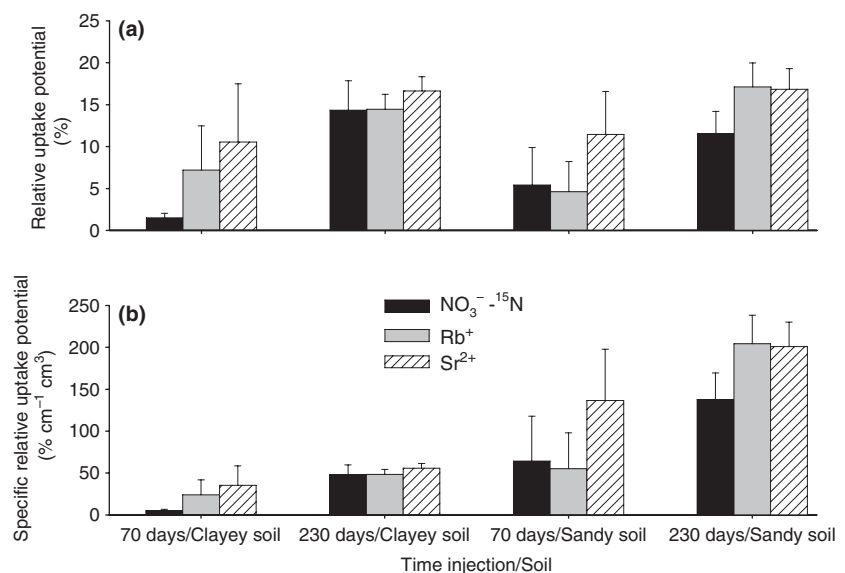 (a)
25
20
15
10
5
0
Relative uptake potential
(%)
(b)
250
200
150
100
50
0
Specific relative uptake potential
(% cm⁻¹ cm³)
NO₃⁻ -¹⁵N
Rb⁺
Sr²⁺
70 days/Clayey soil 230 days/Clayey soil 70 days/Sandy soil 230 days/Sandy soil
Time injection/Soil